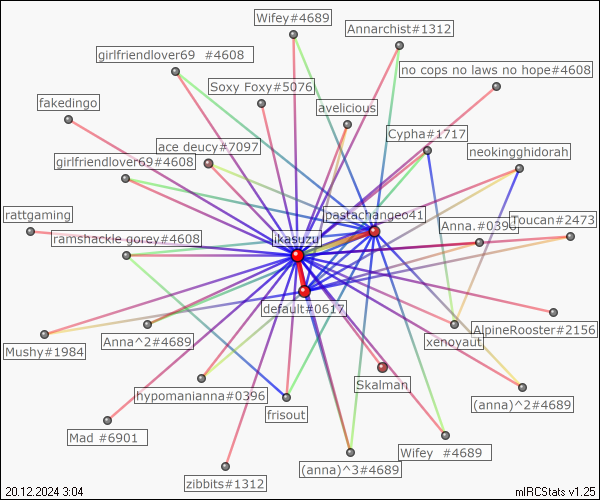 Wifey#4689
Annarchist#1312
girlfriendlover69 #4608
no cops no laws no hope#4608
Soxy Foxy#5076
fakedingo
avelicious
Cypha#1717
ace deucy#7097
neokingghidorah
girlfriendlover69#4608
rattgaming
pastachangeo41
Toucan#2473
Anna.#0396
ramshackle gorey#4608
ikasuzu
default#0617
AlpineRooster#2156
Anna^2#4689
xenoyaut
Mushy#1984
Skalman
hypomanianna#0396
(anna)^2#4689
frisout
Mad #6901
Wifey #4689
(anna)^3#4689
zibbits#1312
20.12.2024 3:04
mIRCStats v1.25